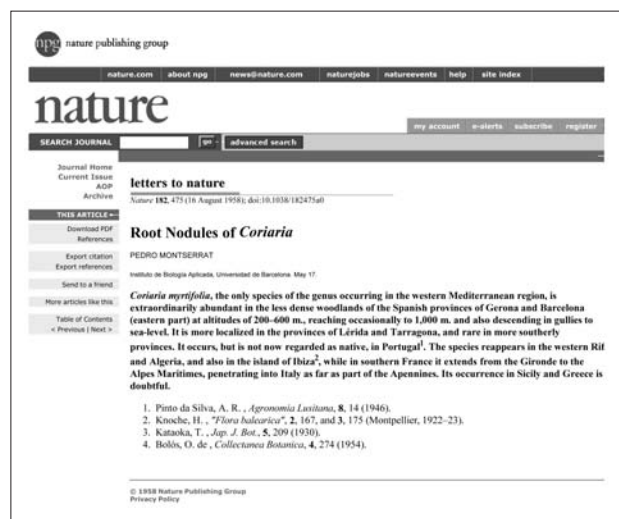 npg nature publishing group
nature.com about npg news@nature.com naturejobs natureevents help site index
nature
my account e-alerts subscribe register
SEARCH JOURNAL go advanced search
Journal Home
Current Issue
AOP
Archive
THIS ARTICLE
Download PDF
References
Export citation
Export references
Send to a friend
More articles like this
Table of Contents
< Previous | Next >
letters to nature
Nature 182, 475 (16 August 1958); doi:10.1038/182475a0
Root Nodules of Coriaria
PEDRO MONTSERRAT
Instituto de Biología Aplicada, Universidad de Barcelona. May 17.
Coriaria myrtifolia, the only species of the genus occurring in the western Mediterranean region, is
extraordinarily abundant in the less dense woodlands of the Spanish provinces of Gerona and Barcelona
(eastern part) at altitudes of 200–600 m., reaching occasionally to 1,000 m. and also descending in gullies to
sea-level. It is more localized in the provinces of Lérida and Tarragona, and rare in more southerly
provinces. It occurs, but is not now regarded as native, in Portugal1. The species reappears in the western Rif
and Algeria, and also in the island of Ibiza2, while in southern France it extends from the Gironde to the
Alpes Maritimes, penetrating into Italy as far as part of the Apennines. Its occurrence in Sicily and Greece is
doubtful.
1. Pinto da Silva, A. R. , Agronomia Lusitana, 8, 14 (1946).
2. Knoche, H. , "Flora balearica", 2, 167, and 3, 175 (Montpellier, 1922–23).
3. Kataoka, T. , Jap. J. Bot., 5, 209 (1930).
4. Bolós, O. de , Collectanea Botanica, 4, 274 (1954).
© 1958 Nature Publishing Group
Privacy Policy